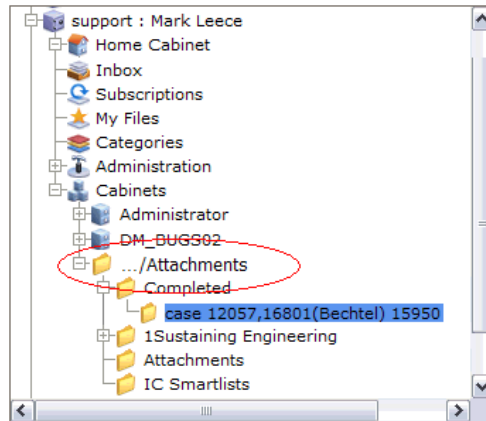 support : Mark Leece
Home Cabinet
Inbox
Subscriptions
My Files
Categories
Administration
Cabinets
Administrator
DM_BUGS02
.../Attachments
Completed
case 12057,16801(Bechtel) 15950
1Sustaining Engineering
Attachments
IC Smartlists